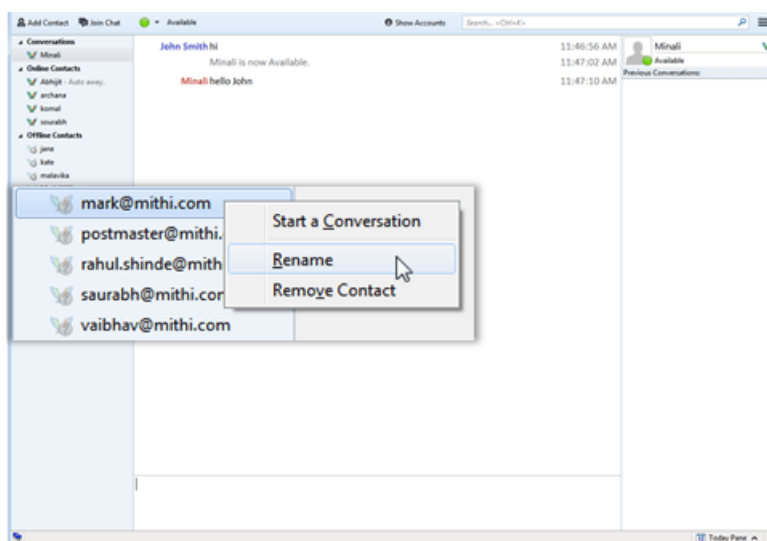 Add Contact Join Chat Available Show Accounts Search... <Ctrl+K>
Conversations
Minali
Online Contacts
Abhijit - Auto away.
archana
komal
sourabh
Offline Contacts
jane
kate
malavika
John Smith hi 11:46:56 AM
Minali is now Available. 11:47:02 AM
Minali hello John 11:47:10 AM
Minali
Available
Previous Conversations:
mark@mithi.com
postmaster@mithi.
rahul.shinde@mith
saurabh@mithi.cor
vaibhav@mithi.com
Start a Conversation
Rename
Remove Contact
Today Pane